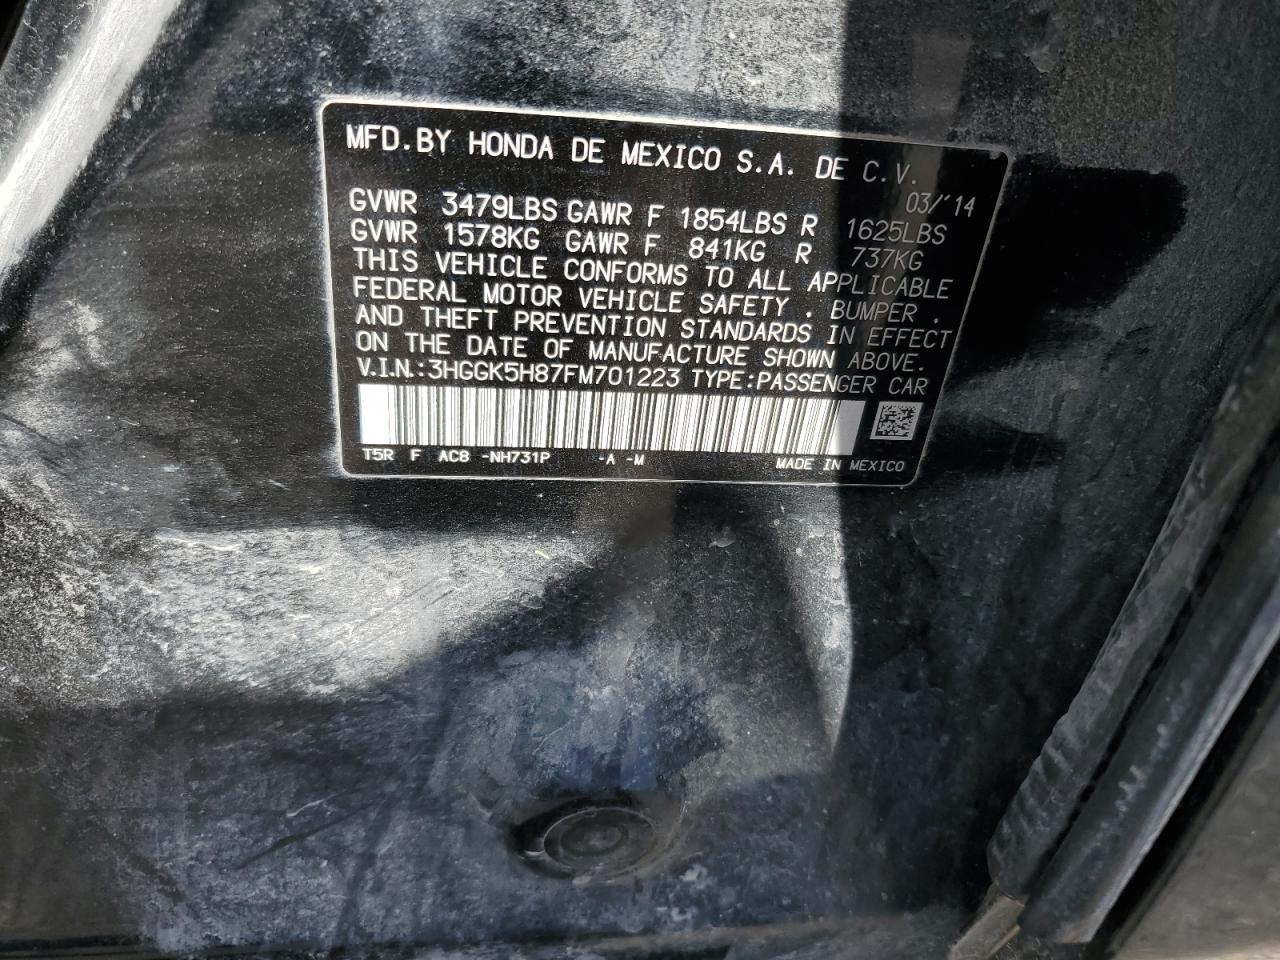 MFD.BY HONDA DE MEXICO S.A. DE C.V.
03/'14
GVWR 3479LBS GAWR F 1854LBS R 1625LBS
GVWR 1578KG GAWR F 841KG R 737KG
THIS VEHICLE CONFORMS TO ALL APPLICABLE
FEDERAL MOTOR VEHICLE SAFETY . BUMPER .
AND THEFT PREVENTION STANDARDS IN EFFECT
ON THE DATE OF MANUFACTURE SHOWN ABOVE.
V.I.N.:3HGGK5H87FM701223 TYPE:PASSENGER CAR
T5R F AC8 -NH731P -A -M MADE IN MEXICO